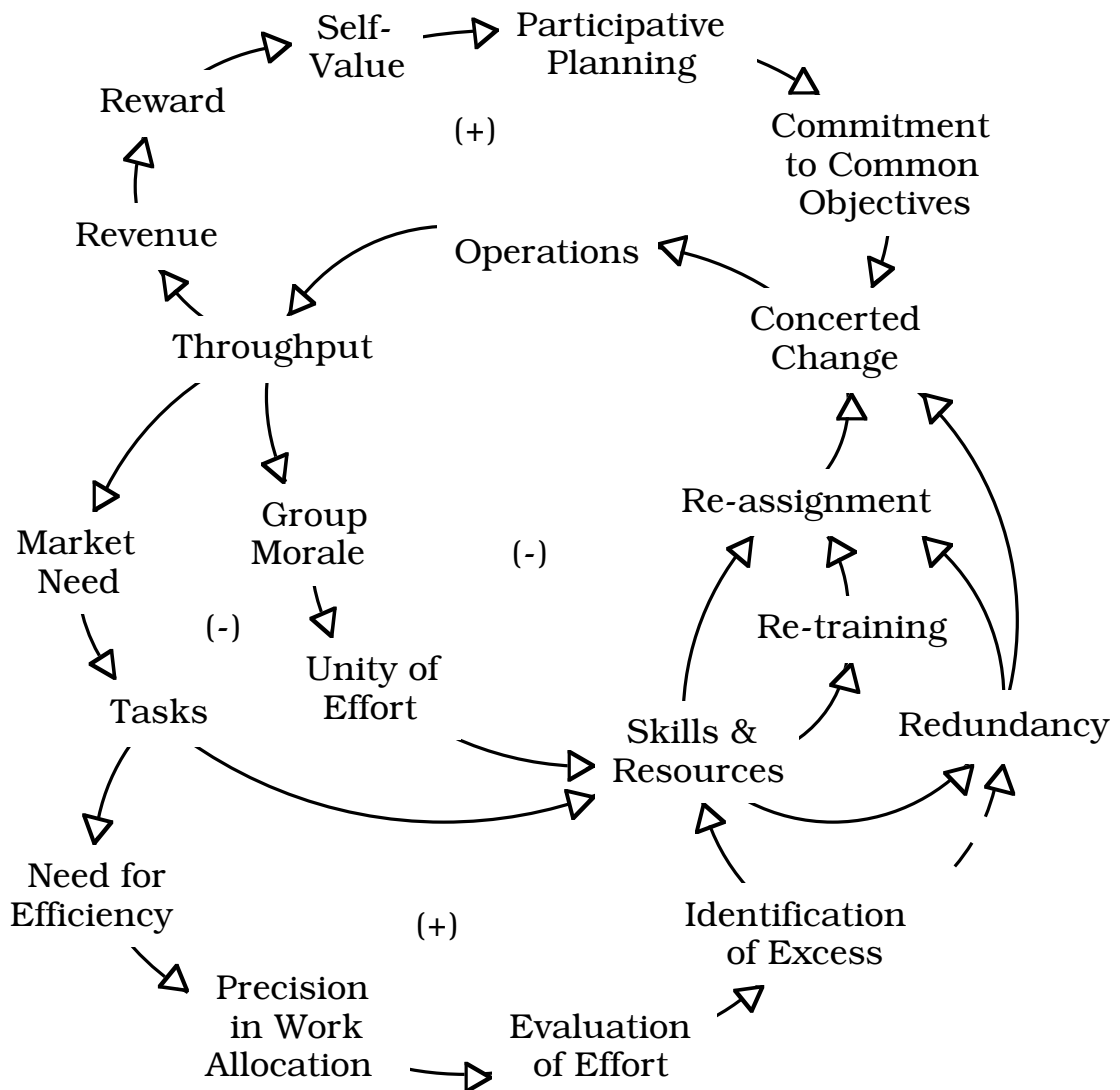 Self-
Value
Participative
Planning
Reward
(+)
Commitment
to Common
Objectives
Revenue
Operations
Throughput
Concerted
Change
Group
Morale
Re-assignment
Market
Need
(-)
(-)
Re-training
Unity of
Effort
Tasks
Skills &
Resources
Redundancy
Need for
Efficiency
(+)
Identification
of Excess
Precision
in Work
Allocation
Evaluation
of Effort